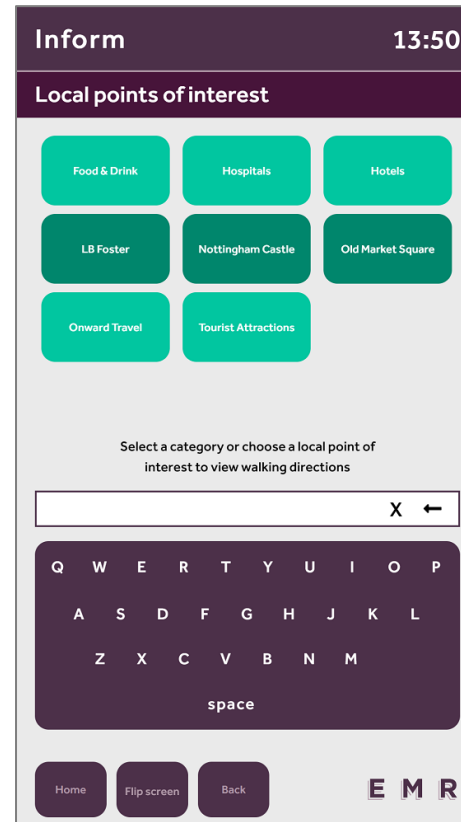 Inform 13:50
Local points of interest
Food & Drink Hospitals Hotels
LB Foster Nottingham Castle Old Market Square
Onward Travel Tourist Attractions
Select a category or choose a local point of
interest to view walking directions
X ←
Q W E R T Y U I O P
A S D F G H J K L
Z X C V B N M
space
Home Flip screen Back EMR